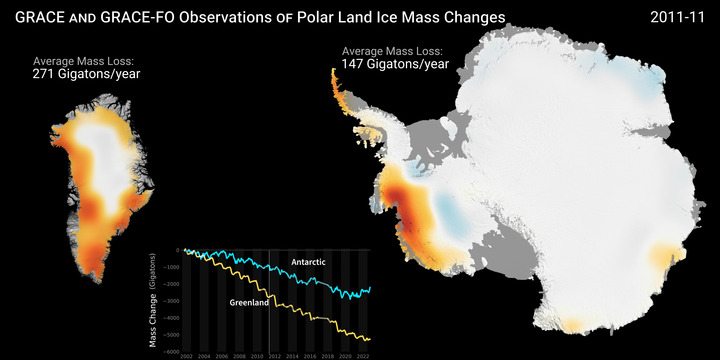 GRACE AND GRACE-FO Observations OF Polar Land Ice Mass Changes
2011-11
Average Mass Loss:
271 Gigatons/year
Average Mass Loss:
147 Gigatons/year
Mass Change (Gigatons)
0
−1000
−2000
−3000
−4000
−5000
−6000
Antarctic
Greenland
2002 2004 2006 2008 2010 2012 2014 2016 2018 2020 2022